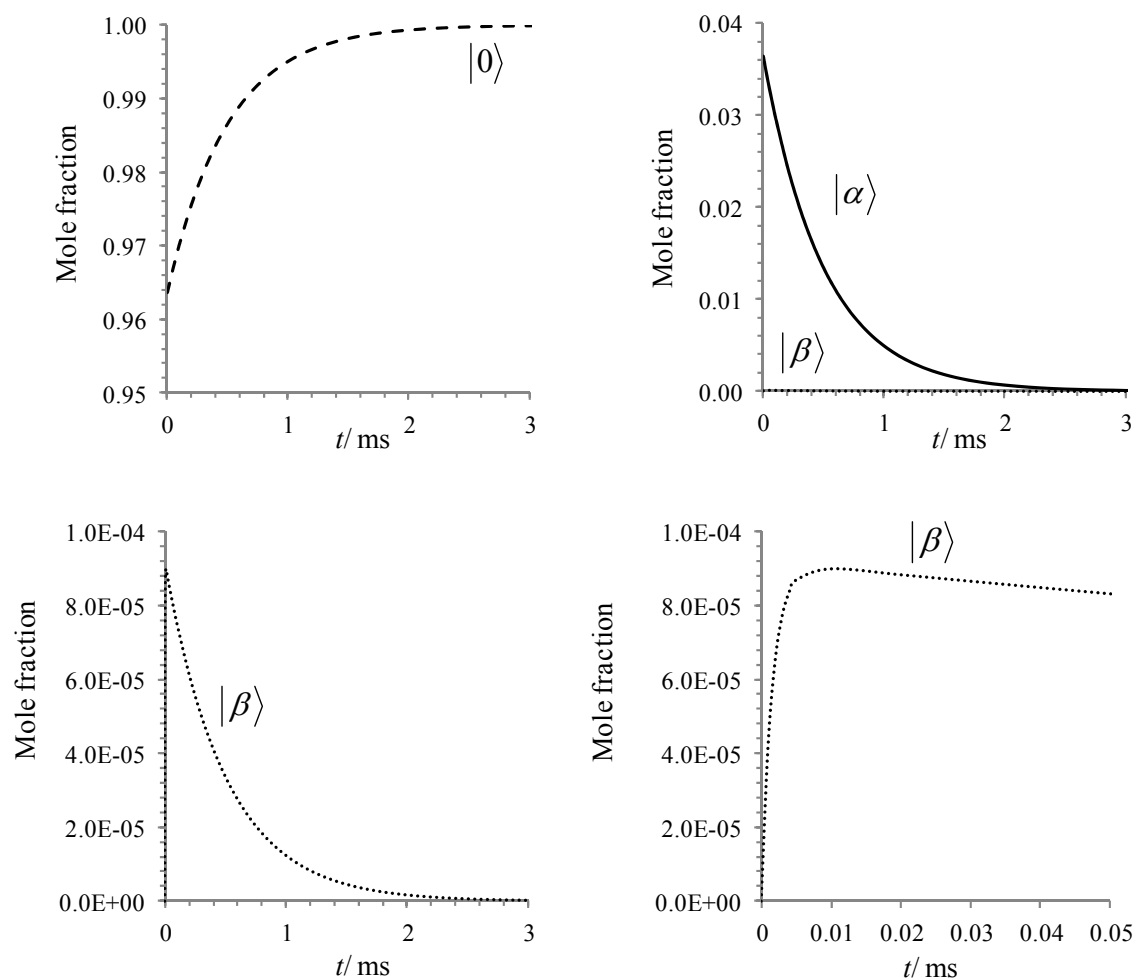 1.00
0.99
0.98
0.97
0.96
0.95
Mole fraction
|0⟩
0 1 2 3
t/ ms
0.04
0.03
0.02
0.01
0.00
Mole fraction
|α⟩
|β⟩
0 1 2 3
t/ ms
1.0E-04
8.0E-05
6.0E-05
4.0E-05
2.0E-05
0.0E+00
Mole fraction
|β⟩
0 1 2 3
t/ ms
1.0E-04
8.0E-05
6.0E-05
4.0E-05
2.0E-05
0.0E+00
Mole fraction
|β⟩
0 0.01 0.02 0.03 0.04 0.05
t/ ms